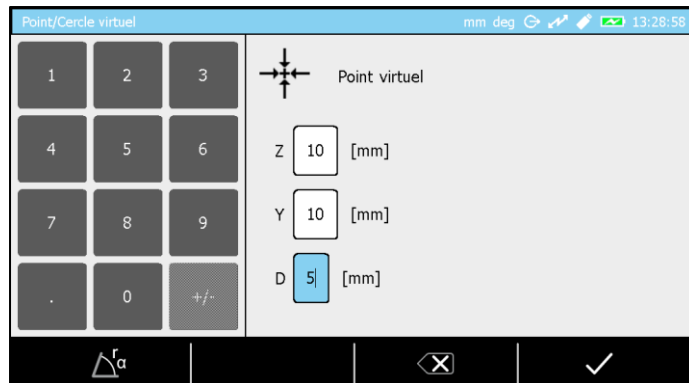 Point/Cercle virtuel mm deg 13:28:58
1 2 3
4 5 6
7 8 9
. 0 +/-
Point virtuel
Z 10 [mm]
Y 10 [mm]
D 5 [mm]
r α